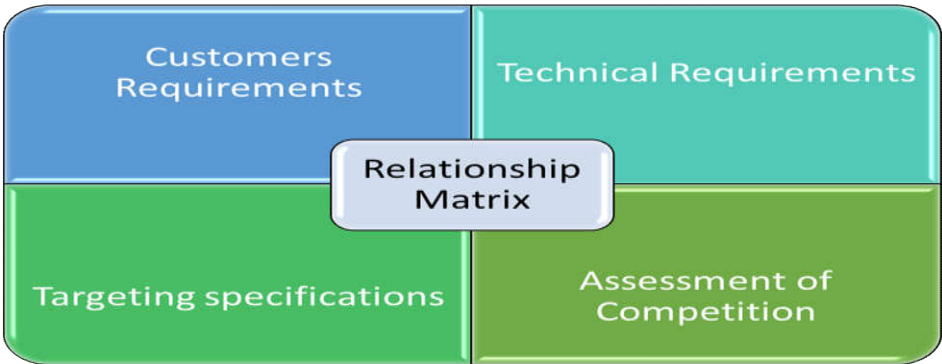 Customers
Requirements
Technical Requirements
Relationship
Matrix
Targeting specifications
Assessment of
Competition